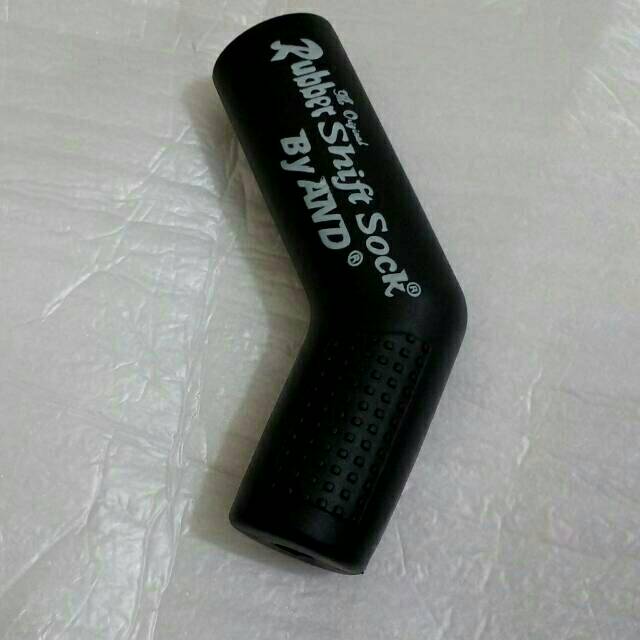 The Original
Rubber Shift Sock®
By AND®